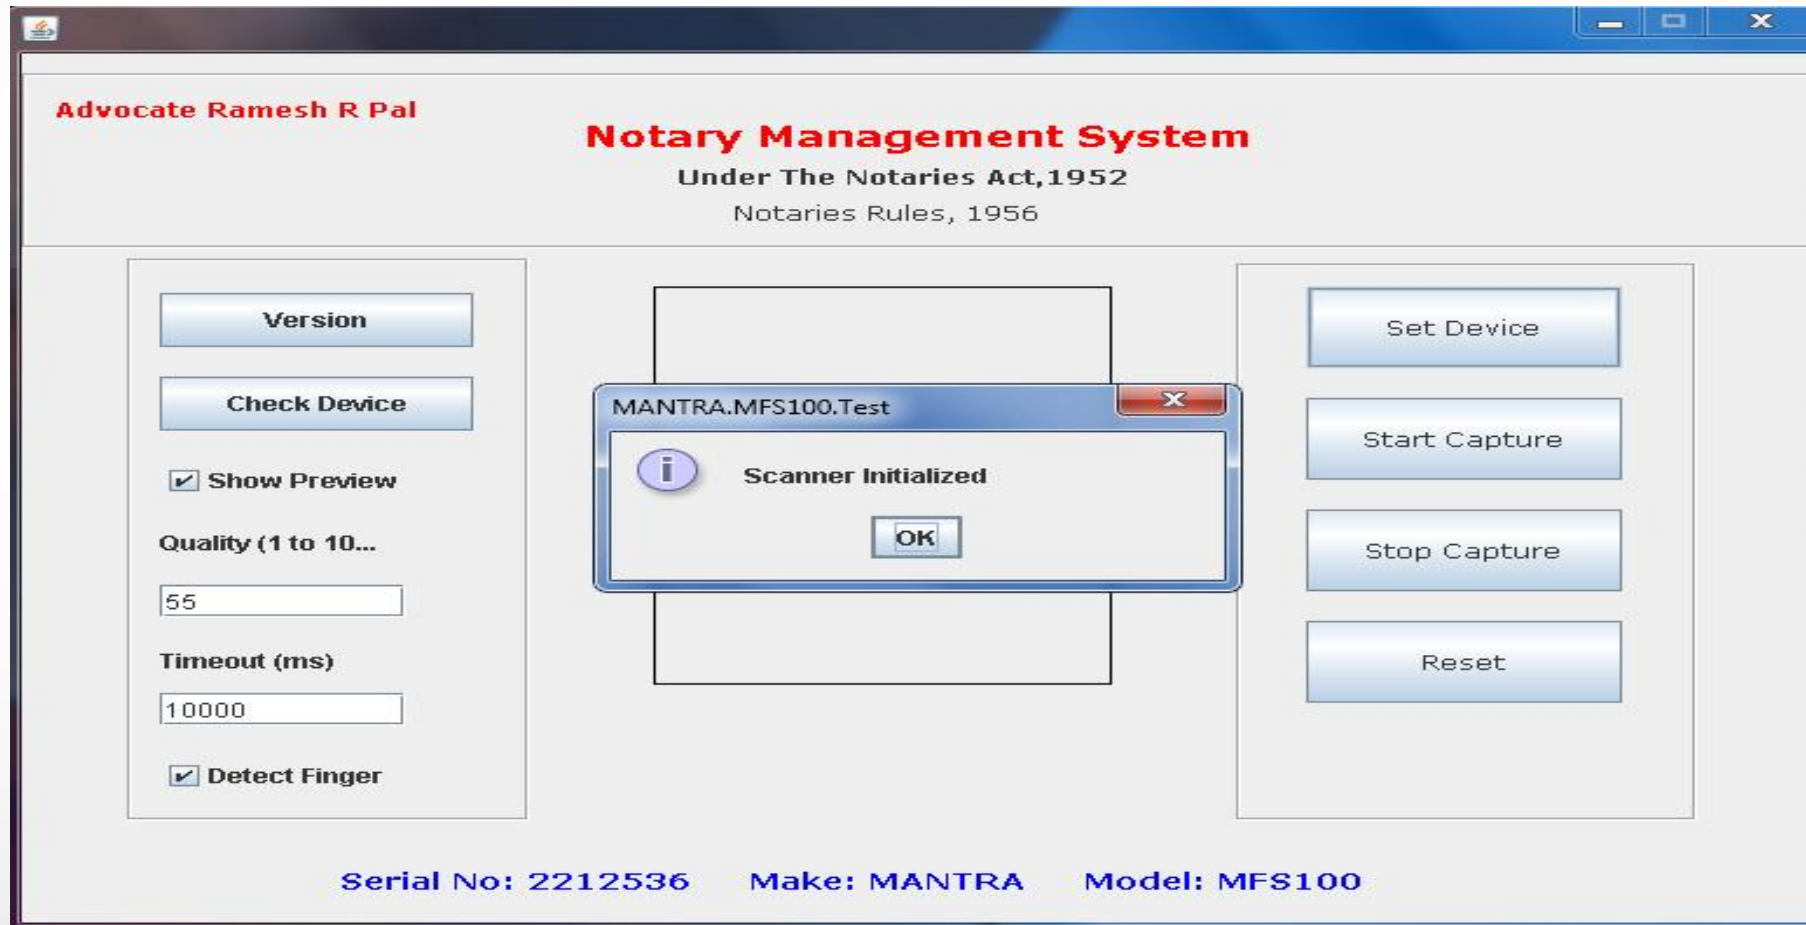 Advocate Ramesh R Pal
Notary Management System
Under The Notaries Act,1952
Notaries Rules, 1956
Version
Check Device
Show Preview
Quality (1 to 10...
55
Timeout (ms)
10000
Detect Finger
MANTRA.MFS100.Test
Scanner Initialized
OK
Set Device
Start Capture
Stop Capture
Reset
Serial No: 2212536 Make: MANTRA Model: MFS100